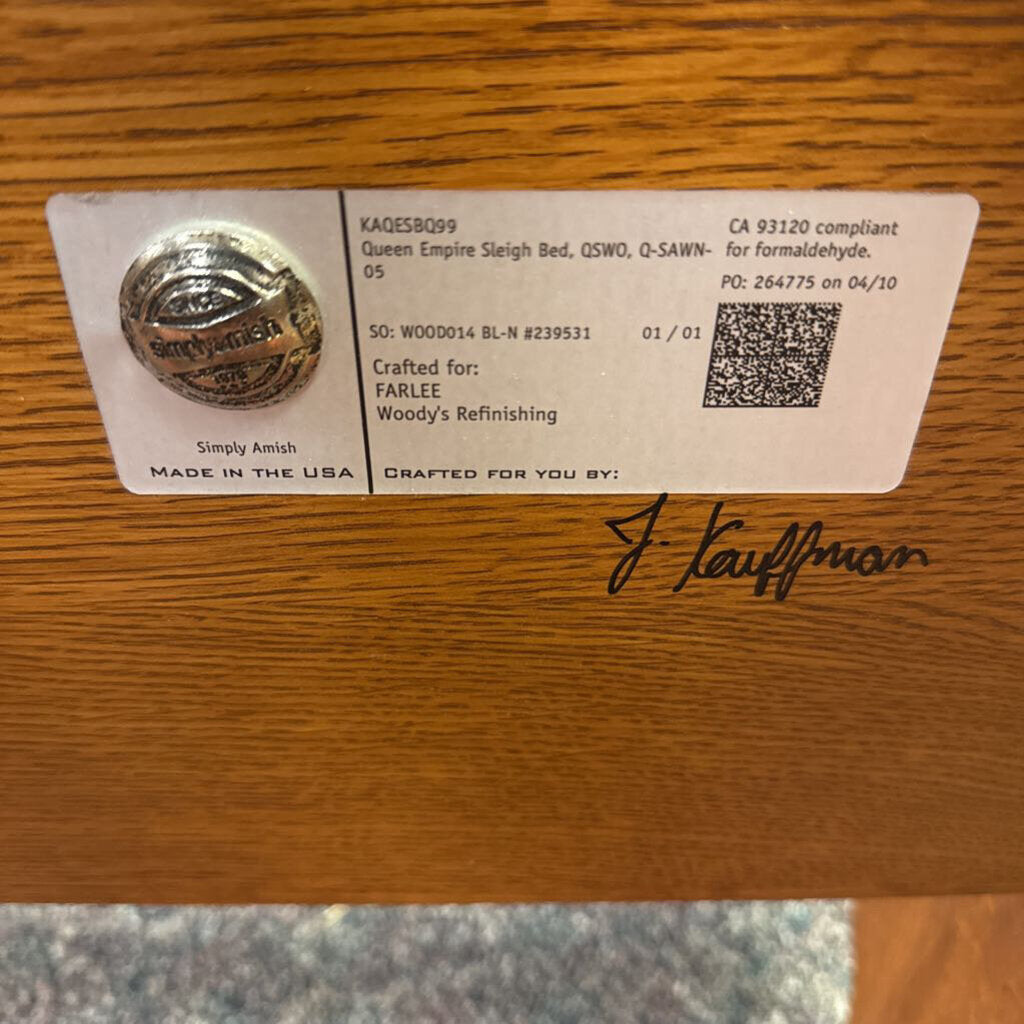 SINCE
simply amish
1979
Simply Amish
MADE IN THE USA
KAQESBQ99
Queen Empire Sleigh Bed, QSWO, Q-SAWN-
05
SO: WOOD014 BL-N #239531 01 / 01
Crafted for:
FARLEE
Woody's Refinishing
CRAFTED FOR YOU BY:
CA 93120 compliant
for formaldehyde.
PO: 264775 on 04/10
J. Kauffman